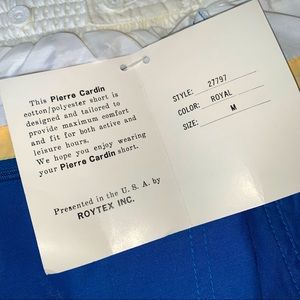 This Pierre Cardin
cotton/polyester short is
designed and tailored to
provide maximum comfort
and fit for both active and
leisure hours.
We hope you enjoy wearing
your Pierre Cardin short.
Presented in the U. S. A. by
ROYTEX INC.
STYLE: 27797
COLOR: ROYAL
SIZE: M